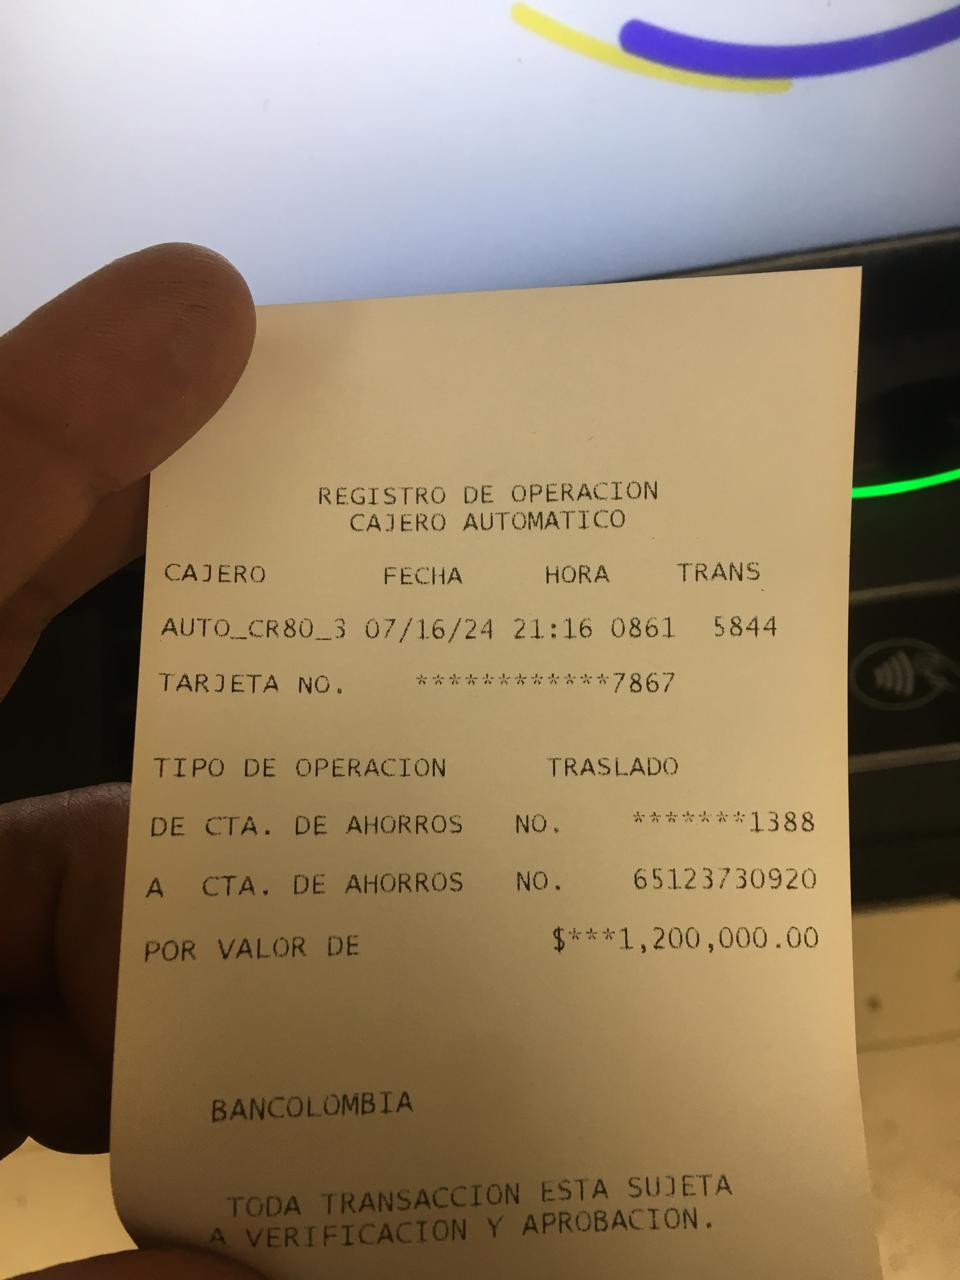 REGISTRO DE OPERACION
CAJERO AUTOMATICO
CAJERO FECHA HORA TRANS
AUTO_CR80_3 07/16/24 21:16 0861 5844
TARJETA NO. ************7867
TIPO DE OPERACION TRASLADO
DE CTA. DE AHORROS NO. *******1388
A CTA. DE AHORROS NO. 65123730920
POR VALOR DE $***1,200,000.00
BANCOLOMBIA
TODA TRANSACCION ESTA SUJETA
A VERIFICACION Y APROBACION.